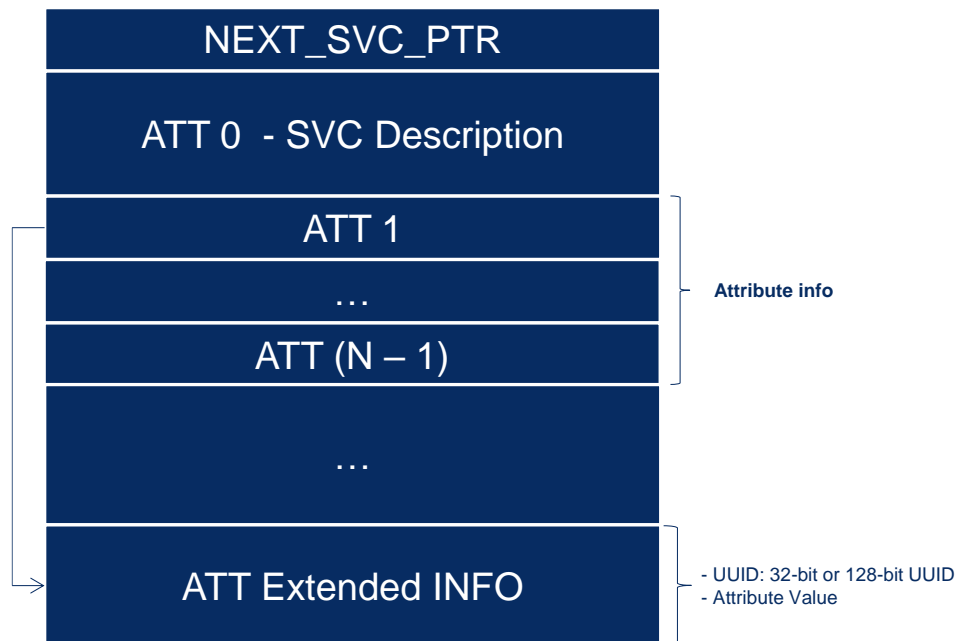 NEXT_SVC_PTR
ATT 0 - SVC Description
ATT 1
…
Attribute info
ATT (N – 1)
…
ATT Extended INFO
- UUID: 32-bit or 128-bit UUID
- Attribute Value